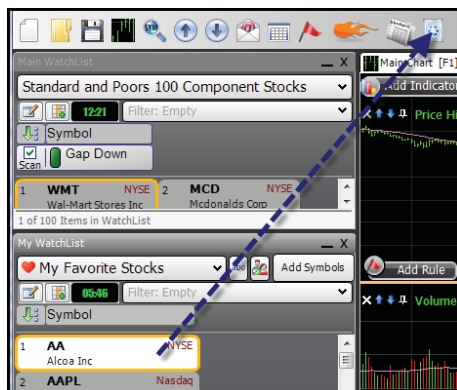 Main WatchList
_ X
Standard and Poors 100 Component Stocks
12:21
Filter: Empty
Symbol
Scan
Gap Down
1 WMT NYSE
Wal-Mart Stores Inc
2 MCD
Mcdonalds Corp
1 of 100 Items in WatchList
My WatchList
_ X
My Favorite Stocks
Add Symbols
05:46
Filter: Empty
Symbol
1 AA NYSE
Alcoa Inc
2 AAPL Nasdaq
Main Chart [F1]
Add Indicator
X Price Hi
Add Rule
X Volume